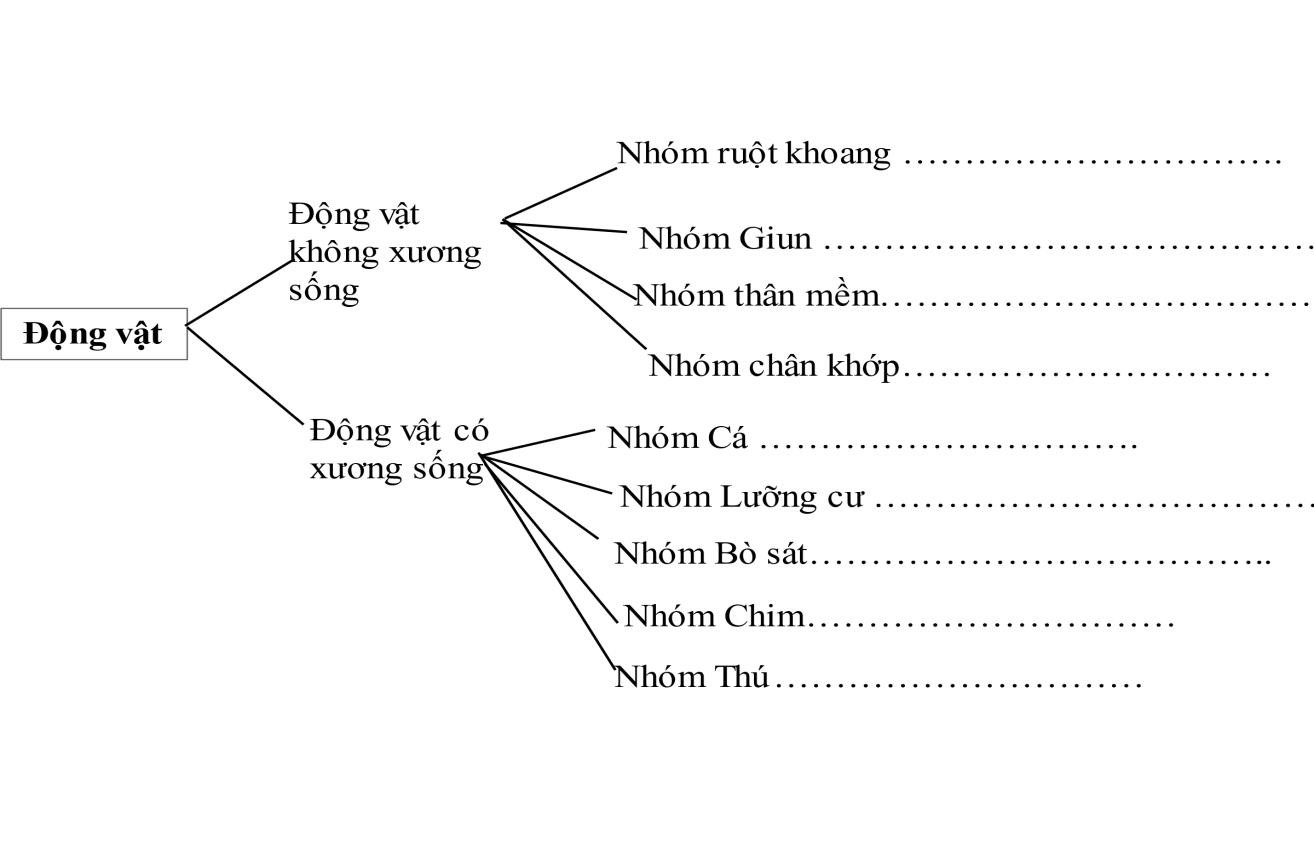 Động vật
Động vật
không xương
sống
Nhóm ruột khoang ………………………….
Nhóm Giun …………………………………
Nhóm thân mềm………………………………
Nhóm chân khớp…………………………
Động vật có
xương sống
Nhóm Cá ………………………….
Nhóm Lưỡng cư ………………………………
Nhóm Bò sát………………………………..
Nhóm Chim…………………………
Nhóm Thú…………………………